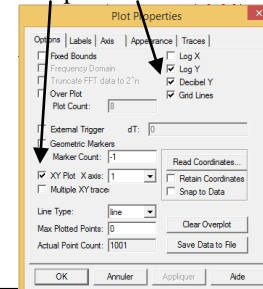 Plot Properties
Options Labels Axis Appearance Traces
Fixed Bounds
Log X
Frequency Domain
Log Y
Truncate FFT data to 2^n
Decibel Y
Over Plot
Grid Lines
Plot Count: 8
External Trigger dT: 0
Geometric Markers
Marker Count: -1
Read Coordinates...
XY Plot X axis: 1
Retain Coordinates
Multiple XY traces
Snap to Data
Line Type: line
Clear Overplot
Max Plotted Points: 0
Actual Point Count: 1001
Save Data to File
OK Annuler Appliquer Aide